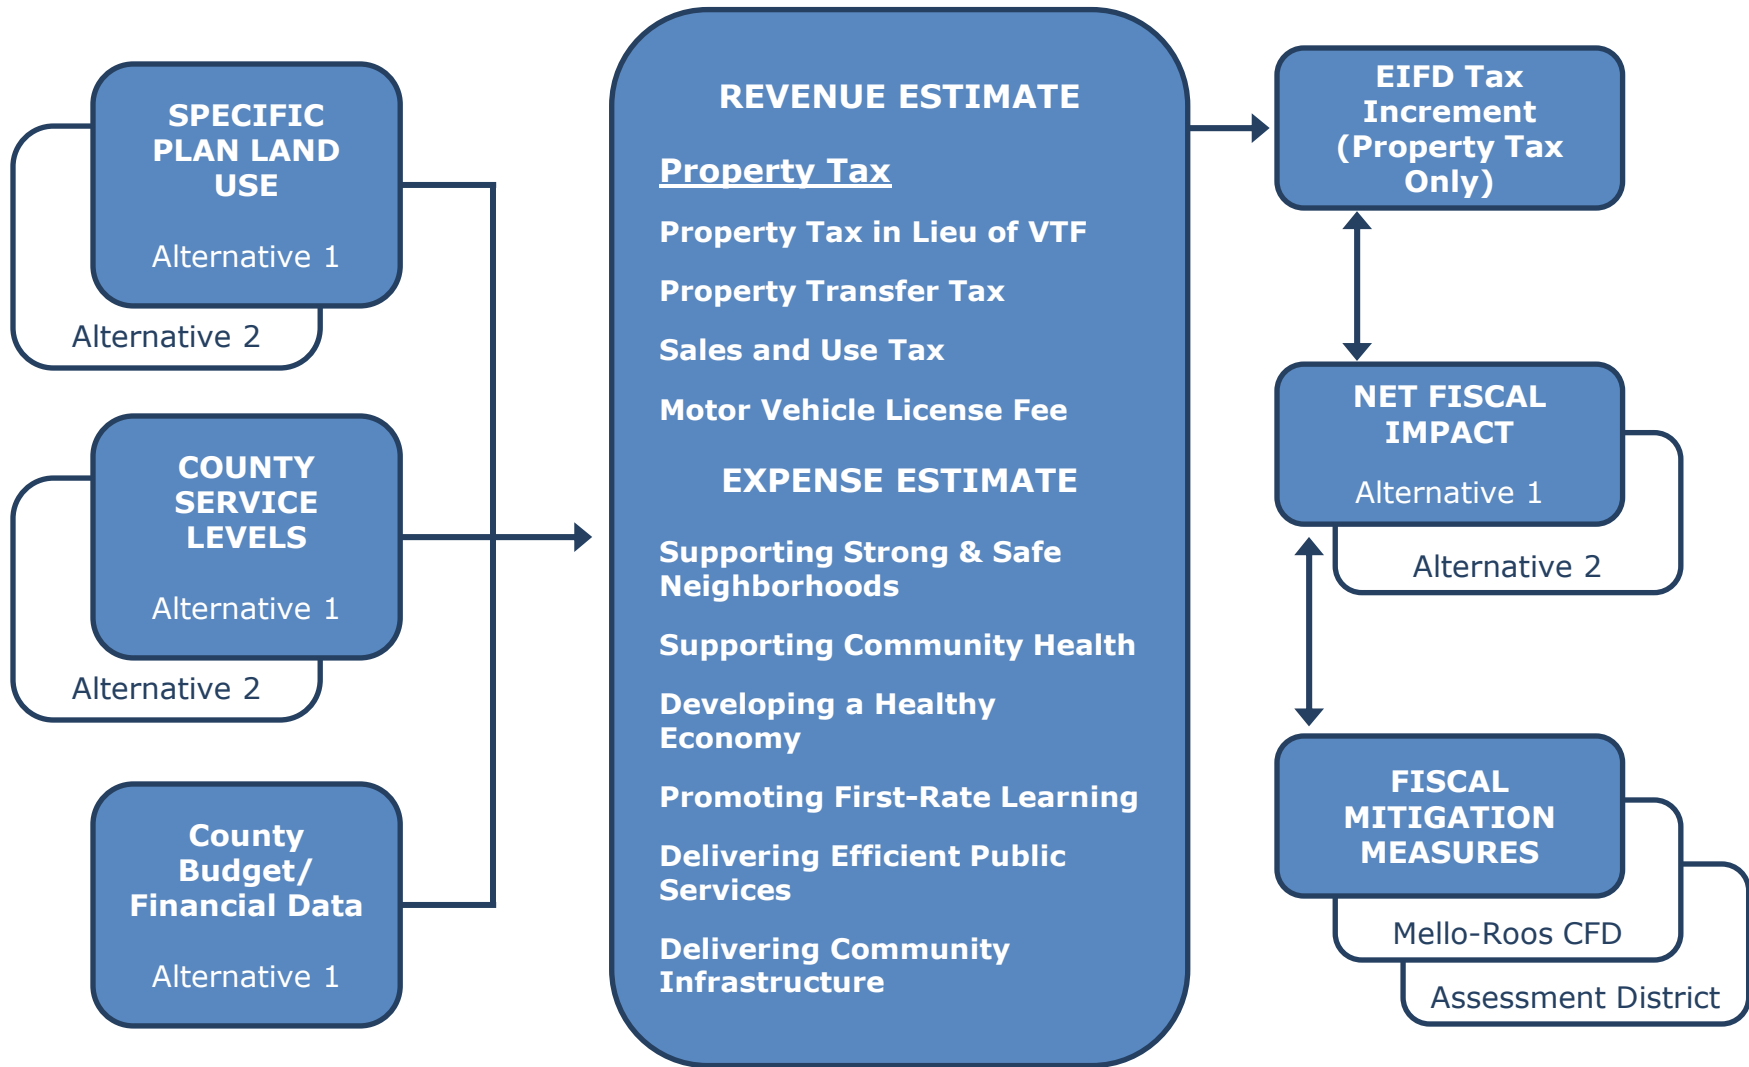 SPECIFIC
PLAN LAND
USE
Alternative 1
Alternative 2
COUNTY
SERVICE
LEVELS
Alternative 1
Alternative 2
County
Budget/
Financial Data
Alternative 1
REVENUE ESTIMATE
Property Tax
Property Tax in Lieu of VTF
Property Transfer Tax
Sales and Use Tax
Motor Vehicle License Fee
EXPENSE ESTIMATE
Supporting Strong & Safe
Neighborhoods
Supporting Community Health
Developing a Healthy
Economy
Promoting First-Rate Learning
Delivering Efficient Public
Services
Delivering Community
Infrastructure
EIFD Tax
Increment
(Property Tax
Only)
NET FISCAL
IMPACT
Alternative 1
Alternative 2
FISCAL
MITIGATION
MEASURES
Mello-Roos CFD
Assessment District